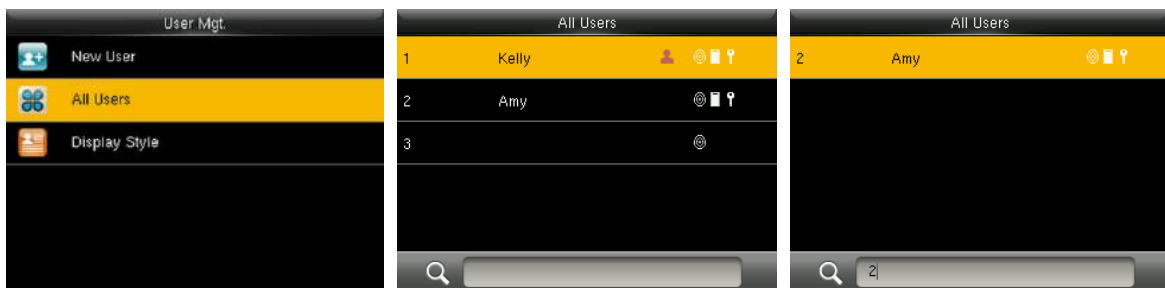 User Mgt.
New User
All Users
Display Style
All Users
1 Kelly
2 Amy
3
All Users
2 Amy
2